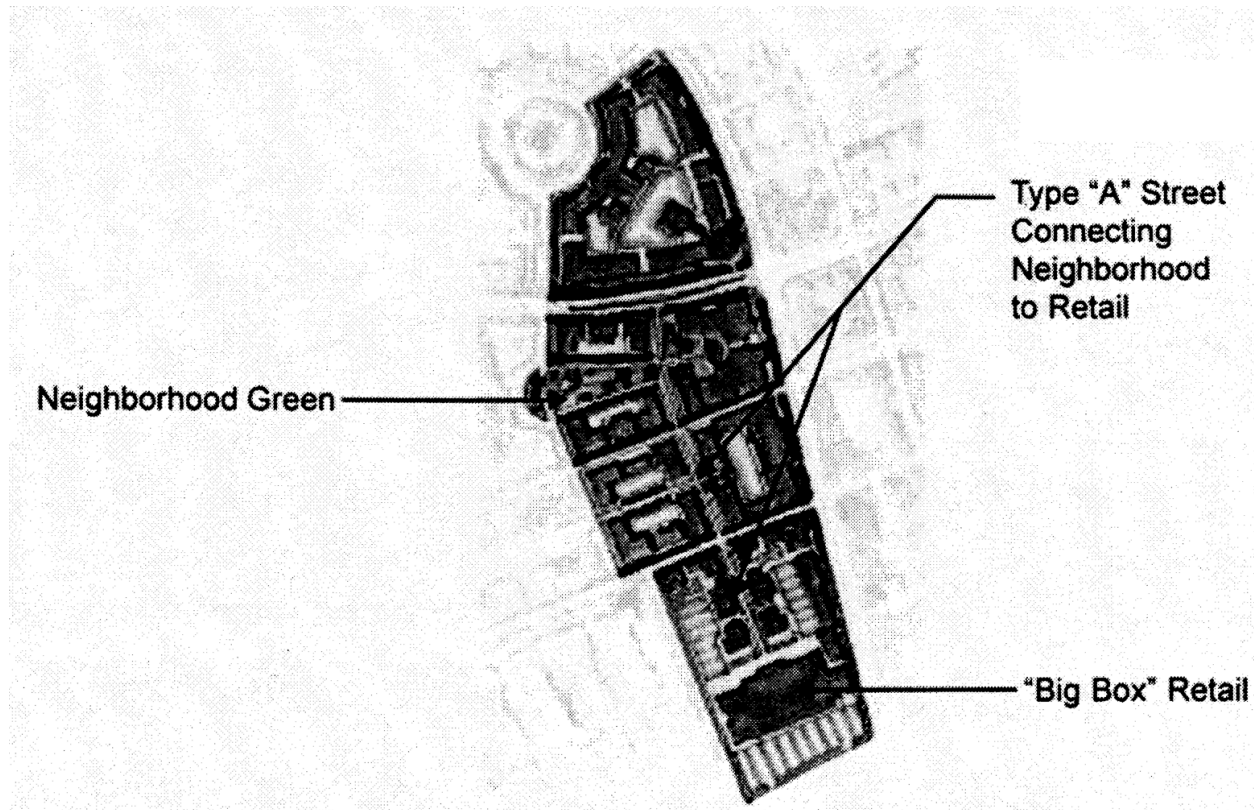 Type “A” Street
Connecting
Neighborhood
to Retail
Neighborhood Green
“Big Box” Retail